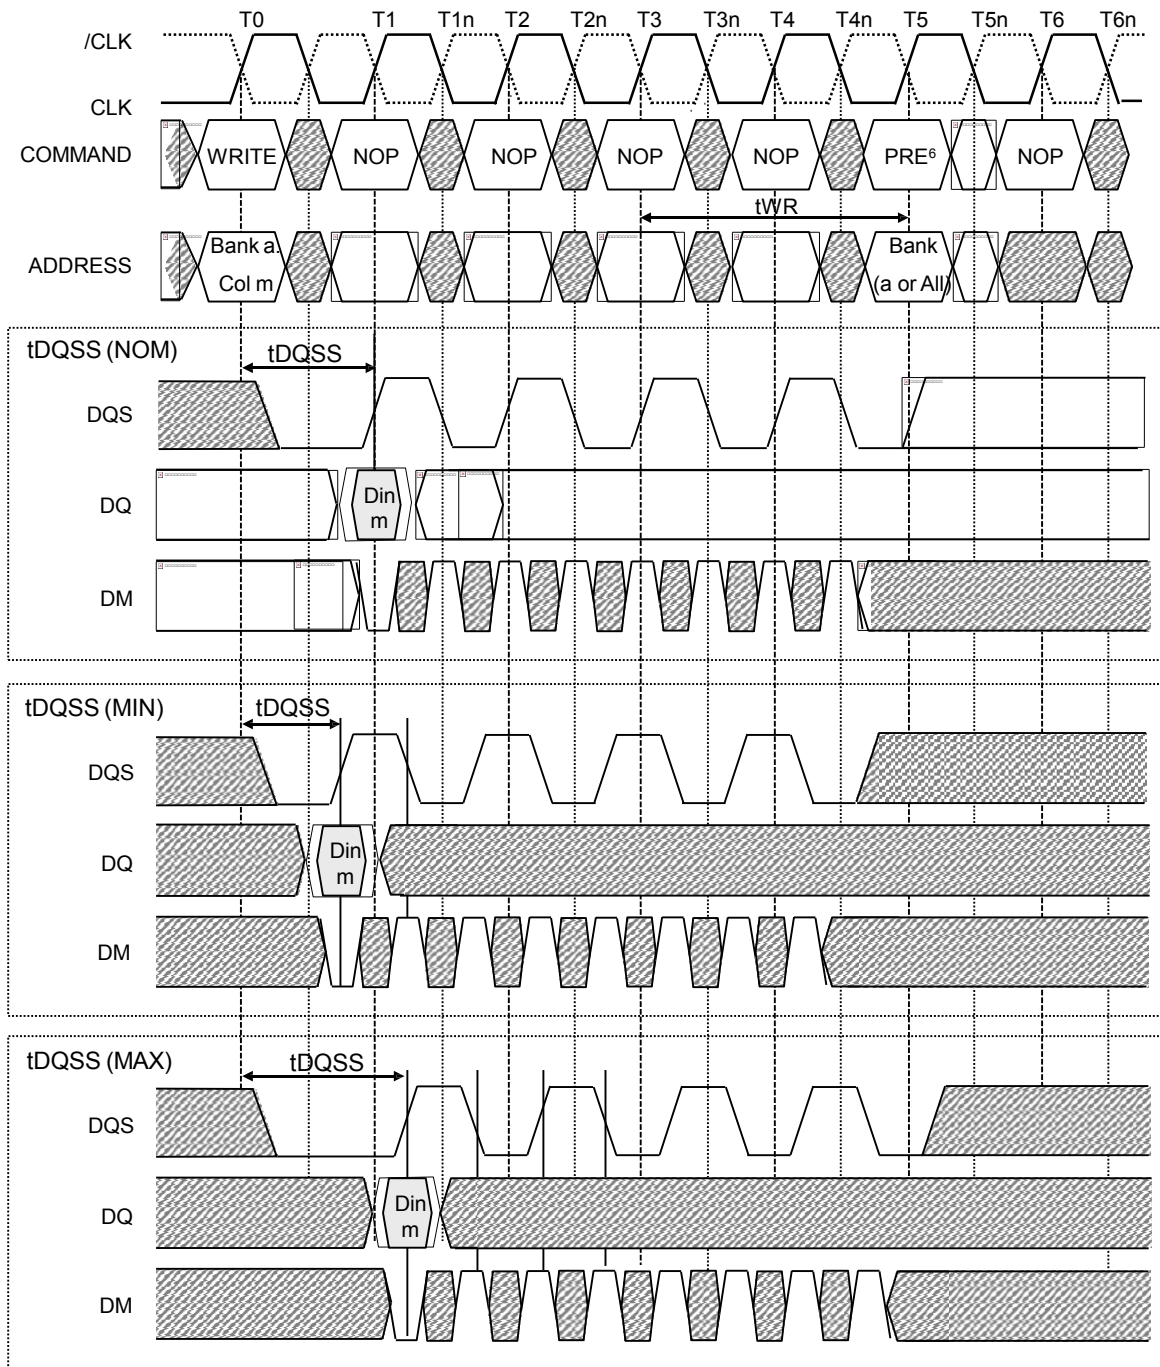 T0 T1 T1n T2 T2n T3 T3n T4 T4n T5 T5n T6 T6n
/CLK
CLK
COMMAND WRITE NOP NOP NOP NOP PRE⁶ NOP
tWR
ADDRESS Bank a. Bank
Col m (a or All)
tDQSS (NOM) tDQSS
DQS
DQ Din
m
DM
tDQSS (MIN) tDQSS
DQS
DQ Din
m
DM
tDQSS (MAX) tDQSS
DQS
DQ Din
m
DM